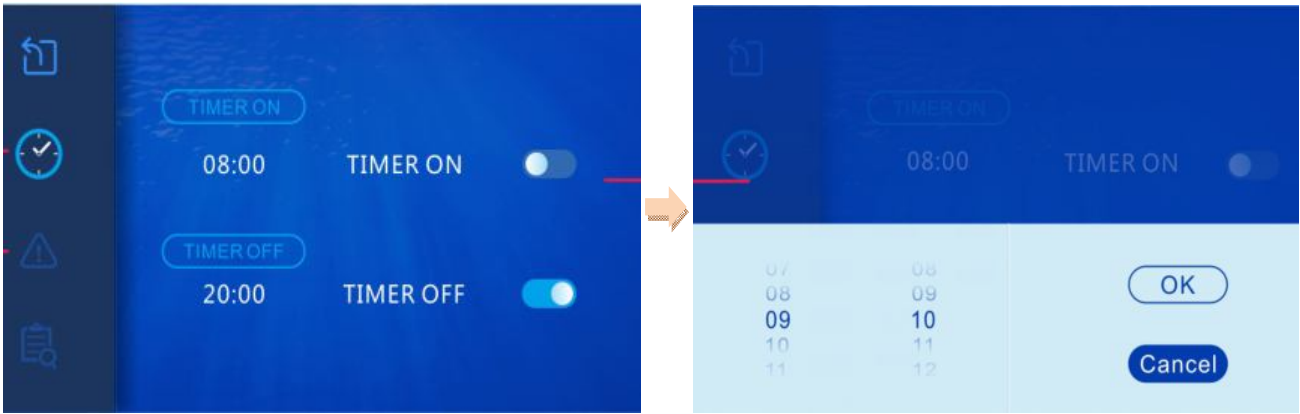 TIMER ON
08:00 TIMER ON
TIMER OFF
20:00 TIMER OFF
TIMER ON
08:00 TIMER ON
07 08
08 09
09 10
10 11
11 12
OK
Cancel